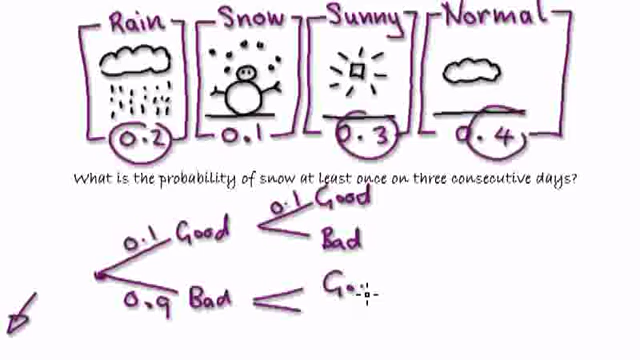 Rain Snow Sunny Normal
0.2 0.1 0.3 0.4
What is the probability of snow at least once on three consecutive days?
0.1 Good 0.1 Good
Bad
0.9 Bad Go